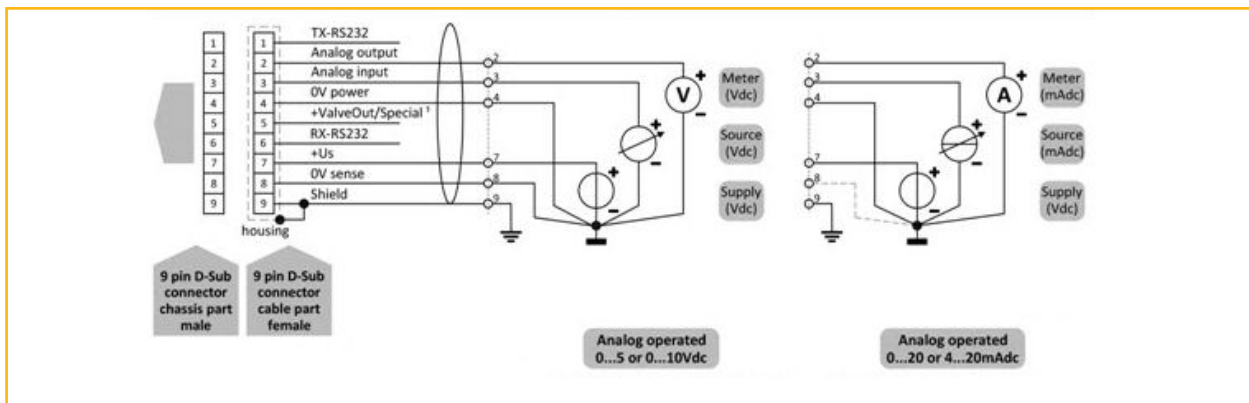 1
2
3
4
5
6
7
8
9
1
2
3
4
5
6
7
8
9
TX-RS232
Analog output
Analog input
0V power
+ValveOut/Special ¹
RX-RS232
+Us
0V sense
Shield
housing
9 pin D-Sub
connector
chassis part
male
9 pin D-Sub
connector
cable part
female
2
3
4
7
8
9
V
+
−
+
−
+
−
Meter
(Vdc)
Source
(Vdc)
Supply
(Vdc)
Analog operated
0...5 or 0...10Vdc
2
3
4
7
8
9
A
+
−
+
−
+
−
Meter
(mAdc)
Source
(mAdc)
Supply
(Vdc)
Analog operated
0...20 or 4...20mAdc